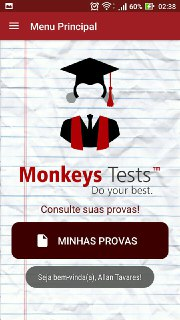 60% 02:38
Menu Principal
Monkeys Tests™
Do your best.
Consulte suas provas!
MINHAS PROVAS
Seja bem-vinda(a), Allan Tavares!